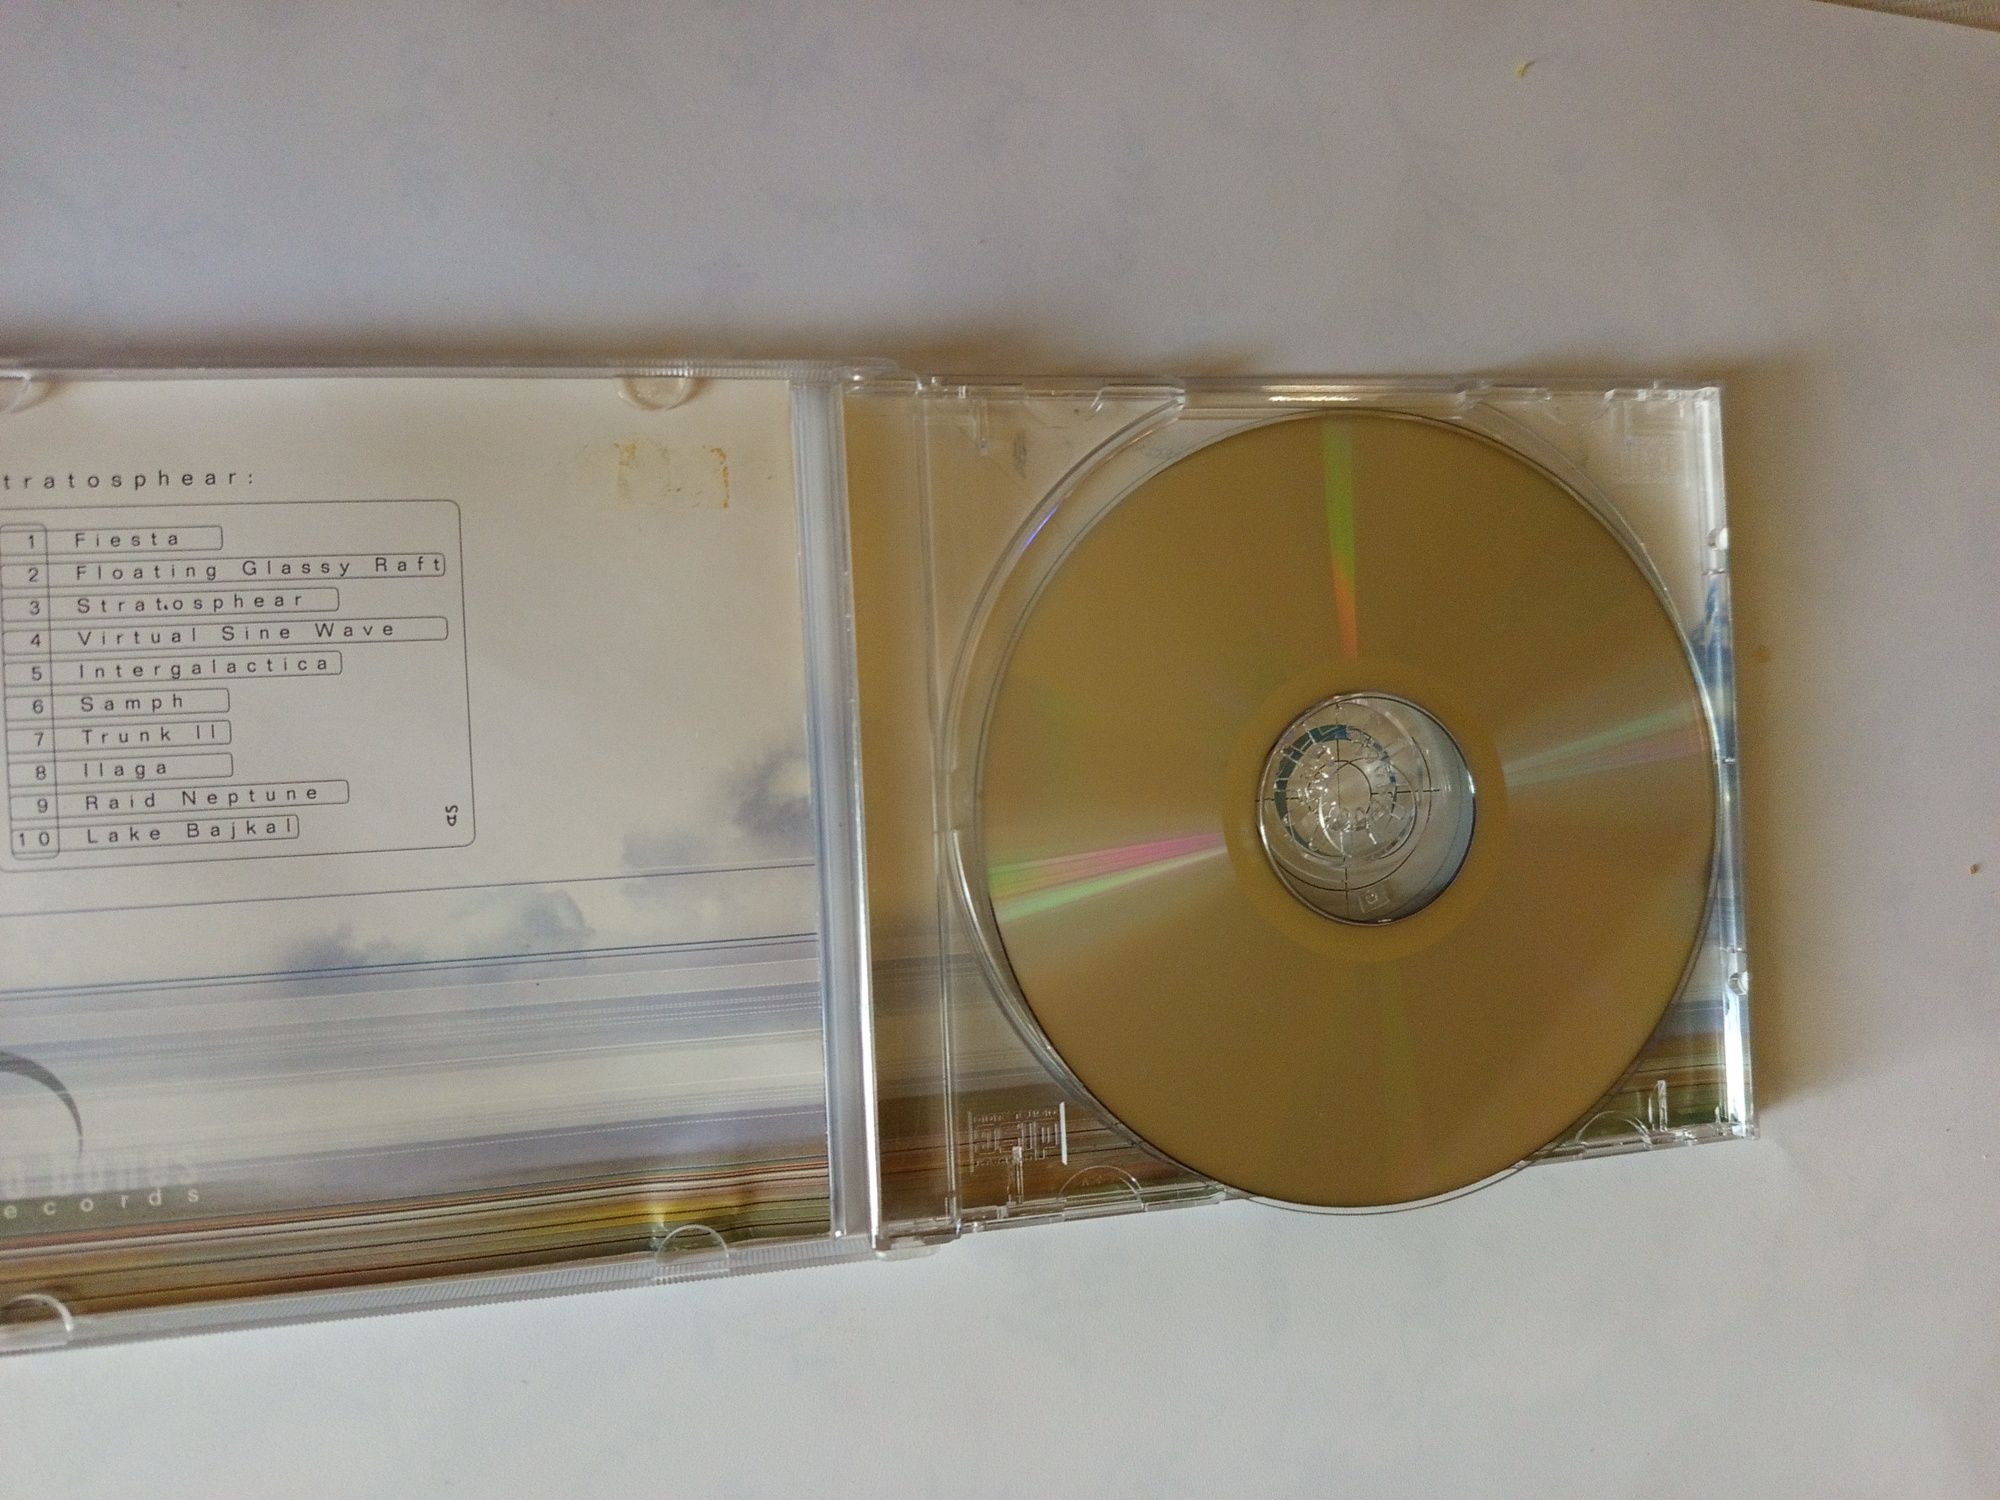 tratosphear:
1 Fiesta
2 Floating Glassy Raft
3 Stratosphear
4 Virtual Sine Wave
5 Intergalactica
6 Samph
7 Trunk II
8 Ilaga
9 Raid Neptune
10 Lake Bajkal
ecords